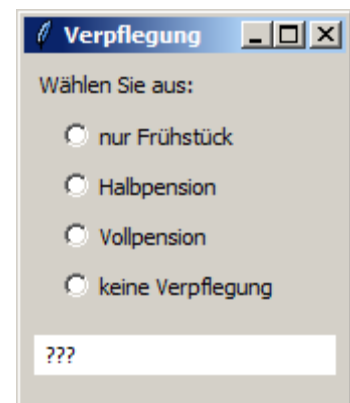 Verpflegung
Wählen Sie aus:
nur Frühstück
Halbpension
Vollpension
keine Verpflegung
???